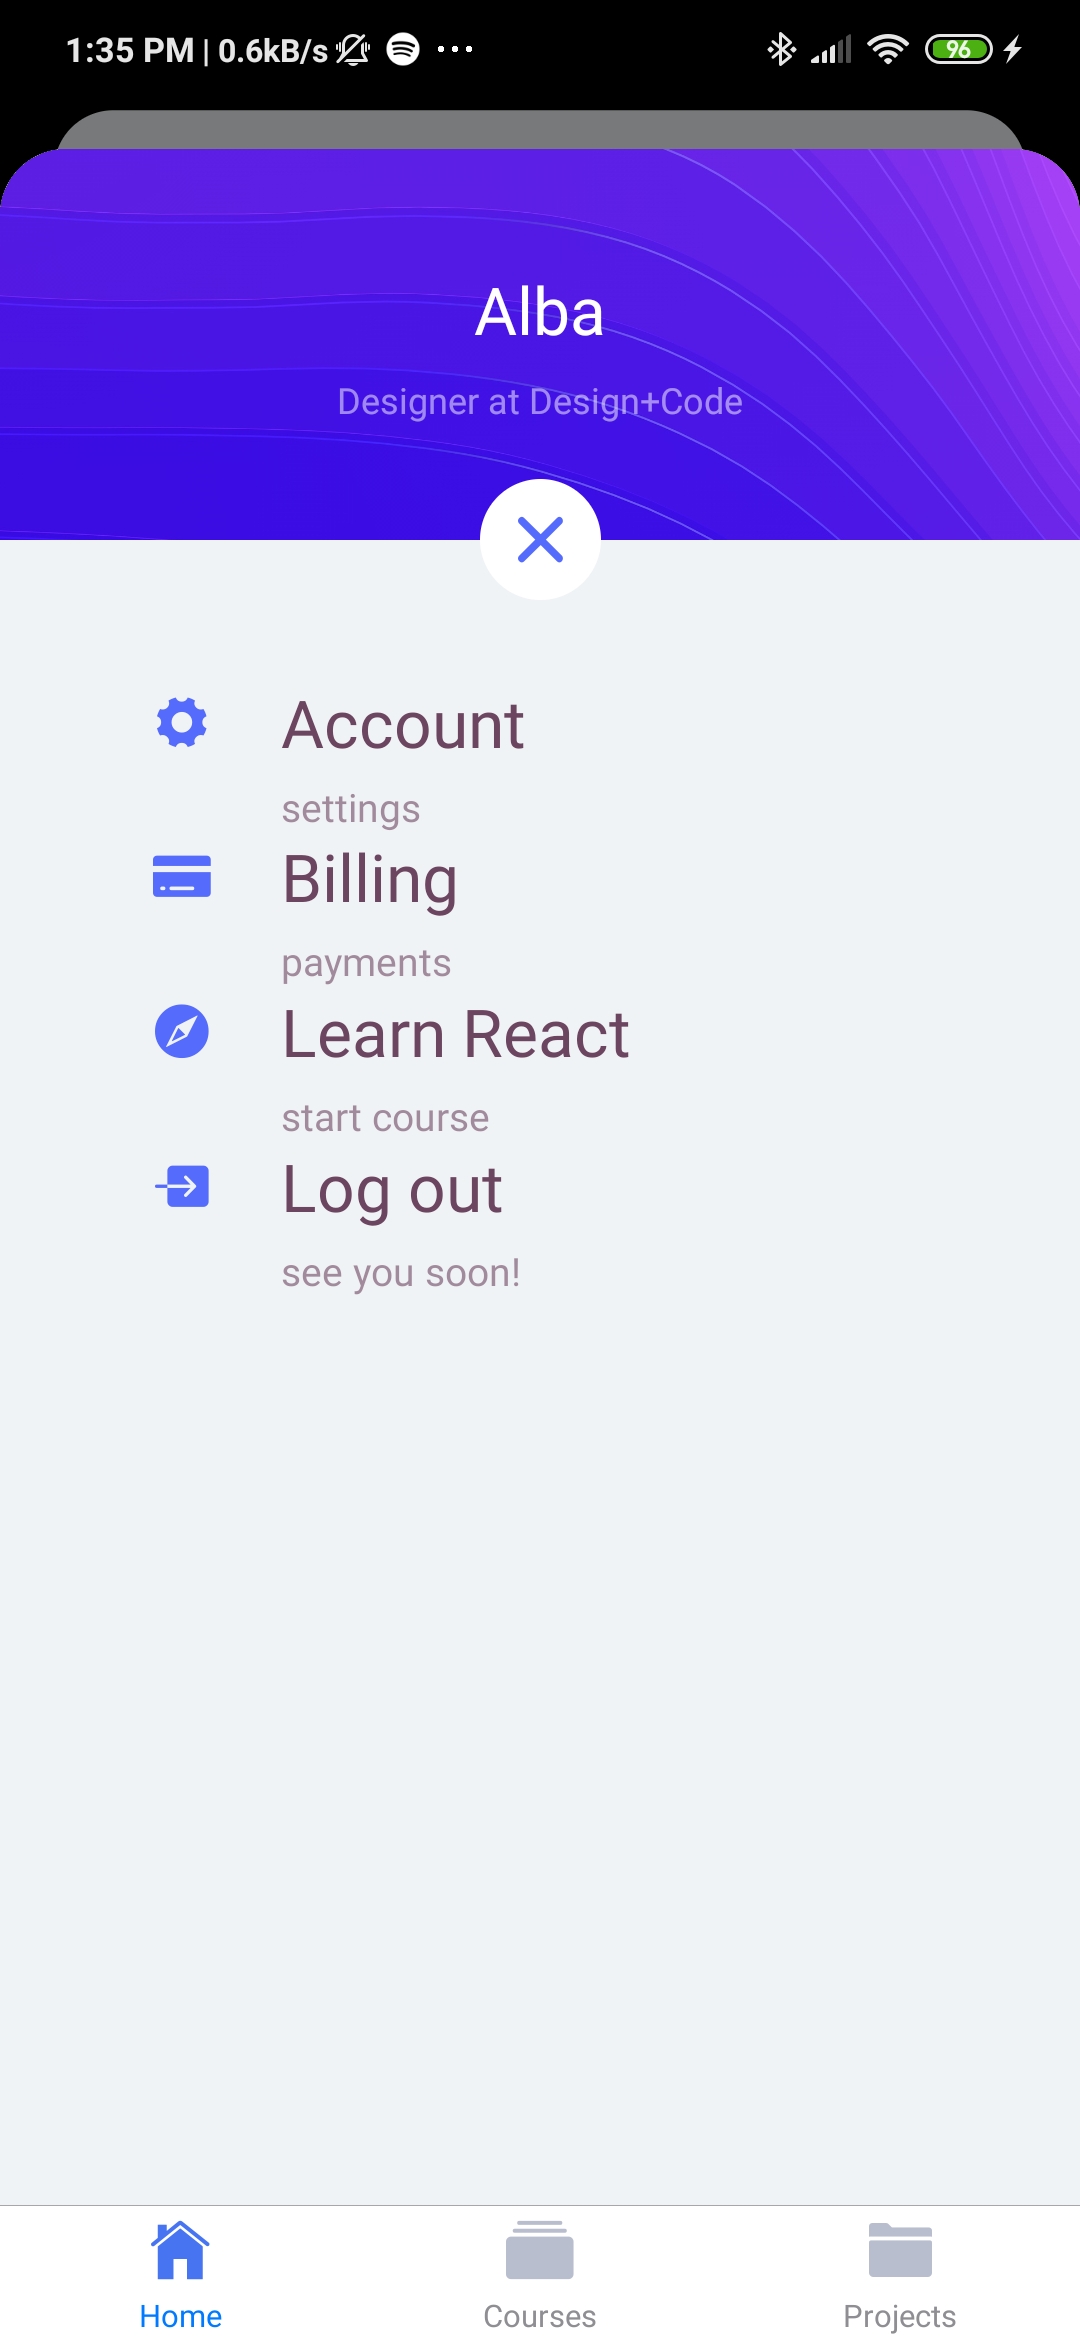 1:35 PM | 0.6kB/s ... 96
Alba
Designer at Design+Code
Account
settings
Billing
payments
Learn React
start course
Log out
see you soon!
Home Courses Projects